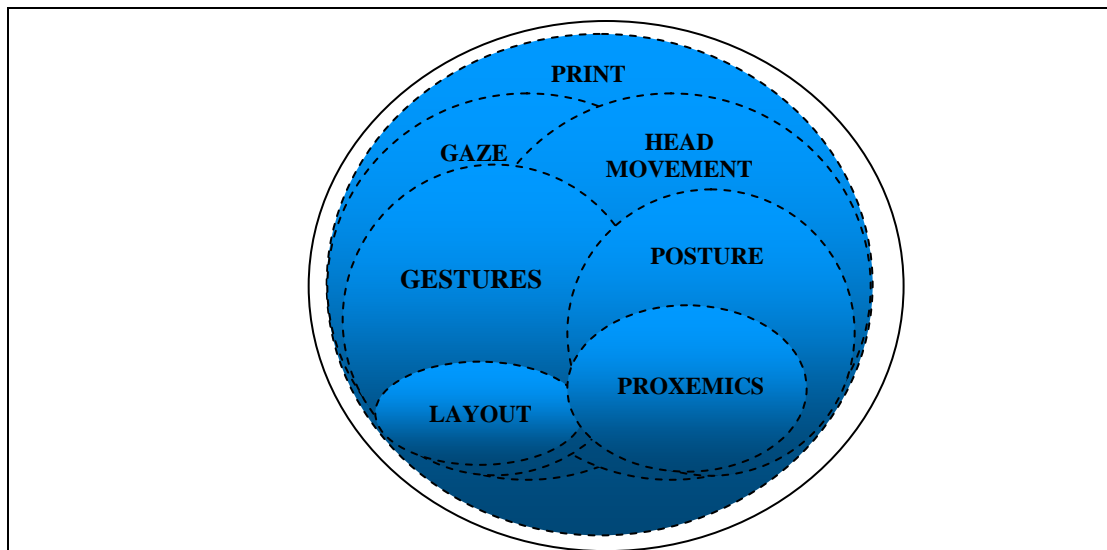 PRINT
GAZE
HEAD
MOVEMENT
POSTURE
GESTURES
PROXEMICS
LAYOUT